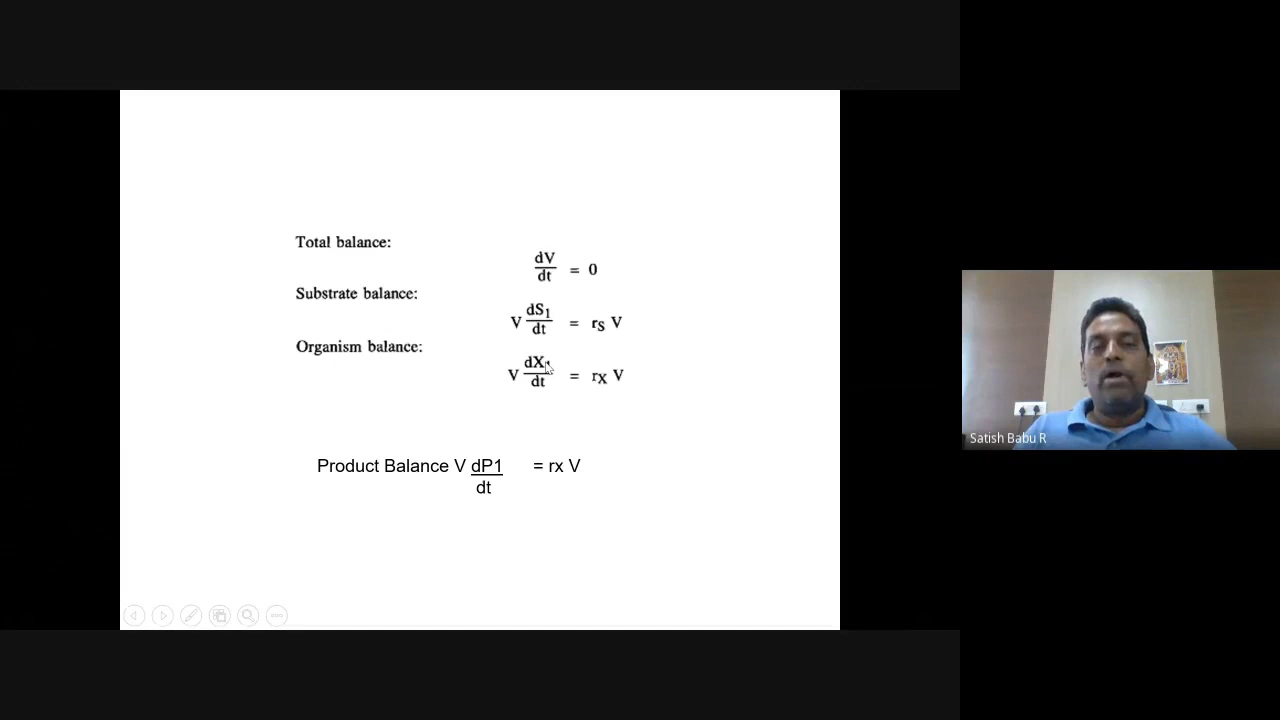 Total balance:
dV
dt = 0
Substrate balance:
V dS1
dt = rS V
Organism balance:
V dX
dt = rX V
Product Balance V dP1 = rx V
dt
Satish Babu R